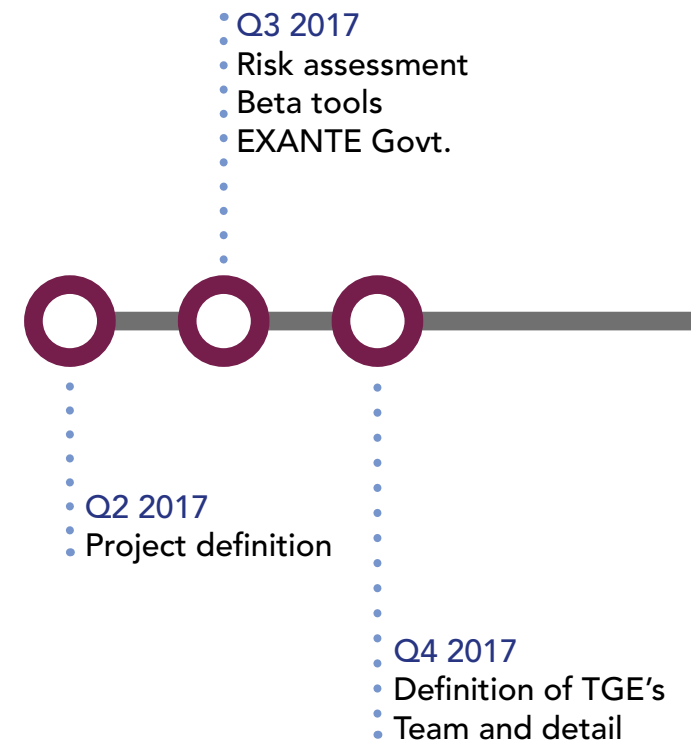 Q3 2017
Risk assessment
Beta tools
EXANTE Govt.
Q2 2017
Project definition
Q4 2017
Definition of TGE’s
Team and detail